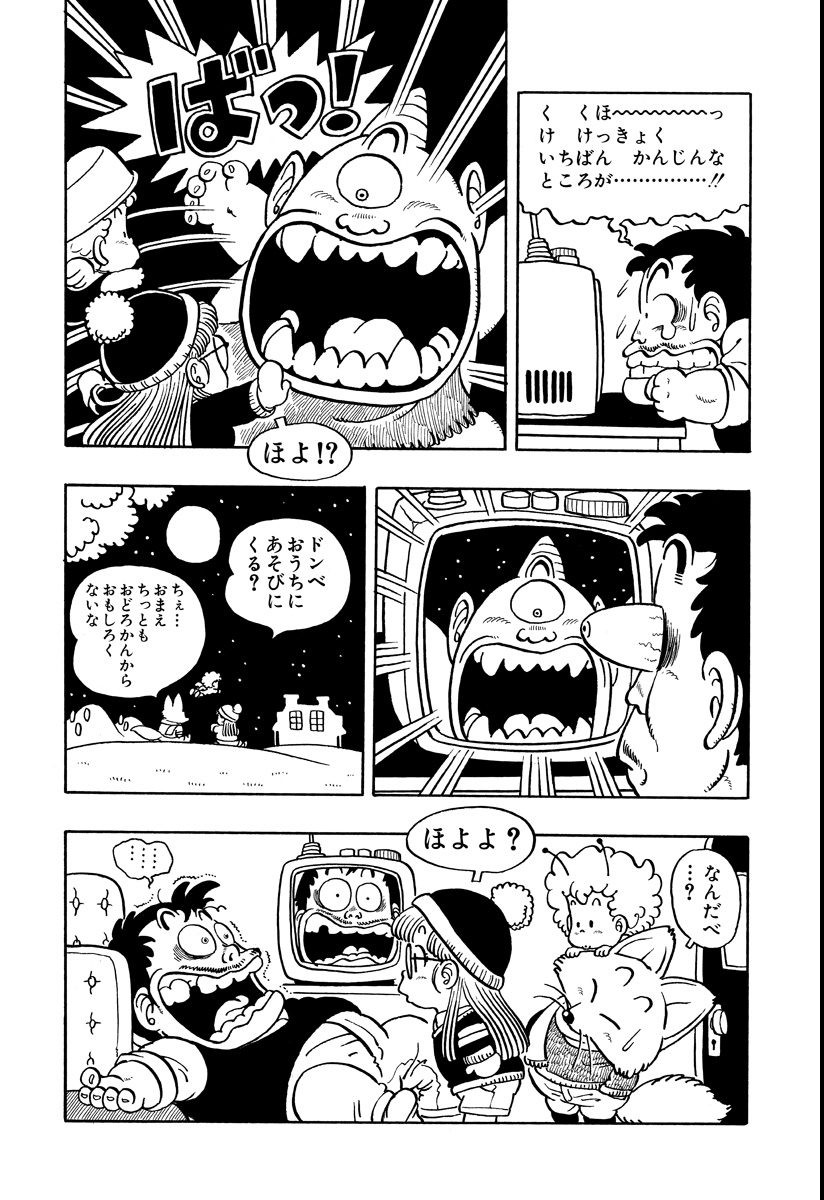 く　くほ〜〜〜〜〜〜〜っ
け　けっきょく
いちばん　かんじんな
ところが……………!!
ばっ！
ほよ!?
ドンベ
おうちに
あそびに
くる？
ちぇ…
おまえ
ちっとも
おどろかんから
おもしろく
ないな
ほよよ？
なんだべ
…？
……